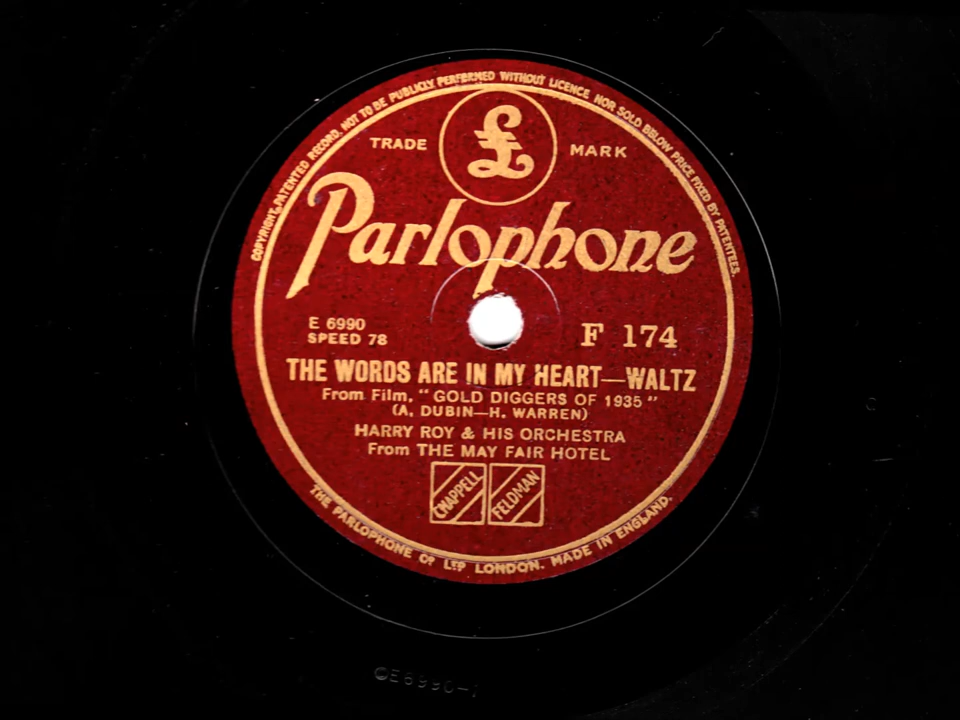 COPYRIGHT. PATENTED RECORD. NOT TO BE PUBLICLY PERFORMED WITHOUT LICENCE NOR SOLD BELOW PRICE FIXED BY PATENTEES.
TRADE £ MARK
Parlophone
E 6990
SPEED 78
F 174
THE WORDS ARE IN MY HEART—WALTZ
From Film, "GOLD DIGGERS OF 1935"
(A. DUBIN—H. WARREN)
HARRY ROY & HIS ORCHESTRA
From THE MAY FAIR HOTEL
CHAPPELL FELDMAN
THE PARLOPHONE Co LTD LONDON. MADE IN ENGLAND.